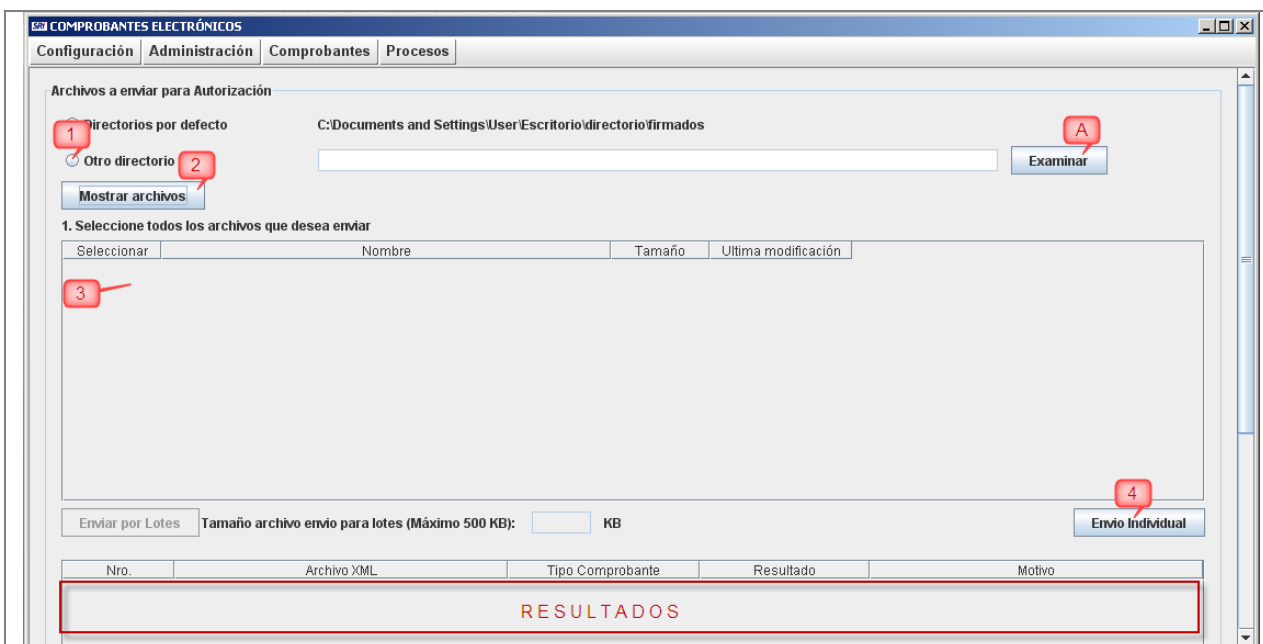 SRI COMPROBANTES ELECTRÓNICOS
Configuración Administración Comprobantes Procesos
Archivos a enviar para Autorización
Directorios por defecto C:\Documents and Settings\User\Escritorio\directorio\firmados
1 A
Otro directorio 2 Examinar
Mostrar archivos
1. Seleccione todos los archivos que desea enviar
Seleccionar Nombre Tamaño Ultima modificación
3
4
Enviar por Lotes Tamaño archivo envio para lotes (Máximo 500 KB): KB Envio Individual
Nro. Archivo XML Tipo Comprobante Resultado Motivo
RESULTADOS